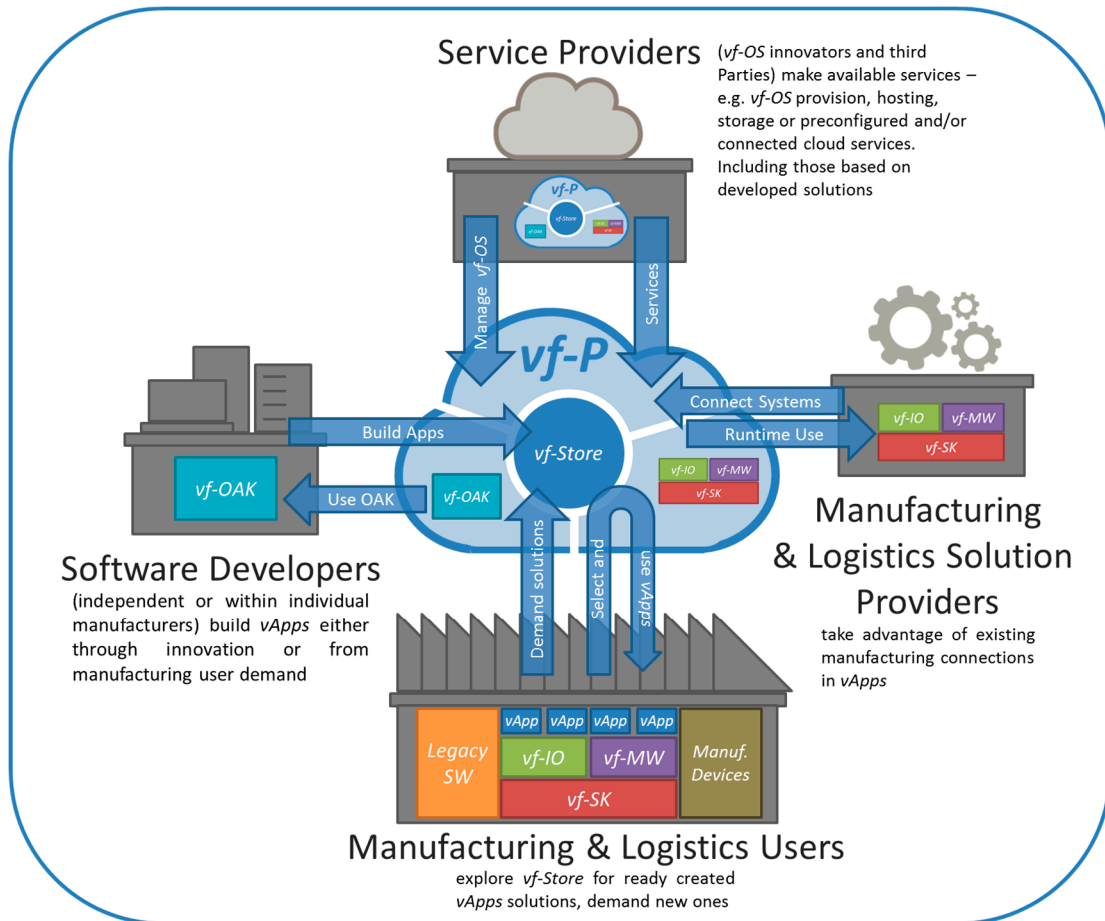 Service Providers
(vf-OS innovators and third
Parties) make available services –
e.g. vf-OS provision, hosting,
storage or preconfigured and/or
connected cloud services.
Including those based on
developed solutions
vf-P
vf-Store
vf-OAK
vf-IO
vf-MW
vf-SK
Manage vf-OS
Services
vf-P
Connect Systems
Runtime Use
vf-IO
vf-MW
vf-SK
Build Apps
vf-Store
vf-OAK
Use OAK
vf-OAK
vf-IO
vf-MW
vf-SK
Software Developers
(independent or within individual
manufacturers) build vApps either
through innovation or from
manufacturing user demand
Manufacturing
& Logistics Solution
Providers
take advantage of existing
manufacturing connections
in vApps
Demand solutions
Select and
use vApps
vApp
vApp
vApp
vApp
Legacy
SW
vf-IO
vf-MW
vf-SK
Manuf.
Devices
Manufacturing & Logistics Users
explore vf-Store for ready created
vApps solutions, demand new ones